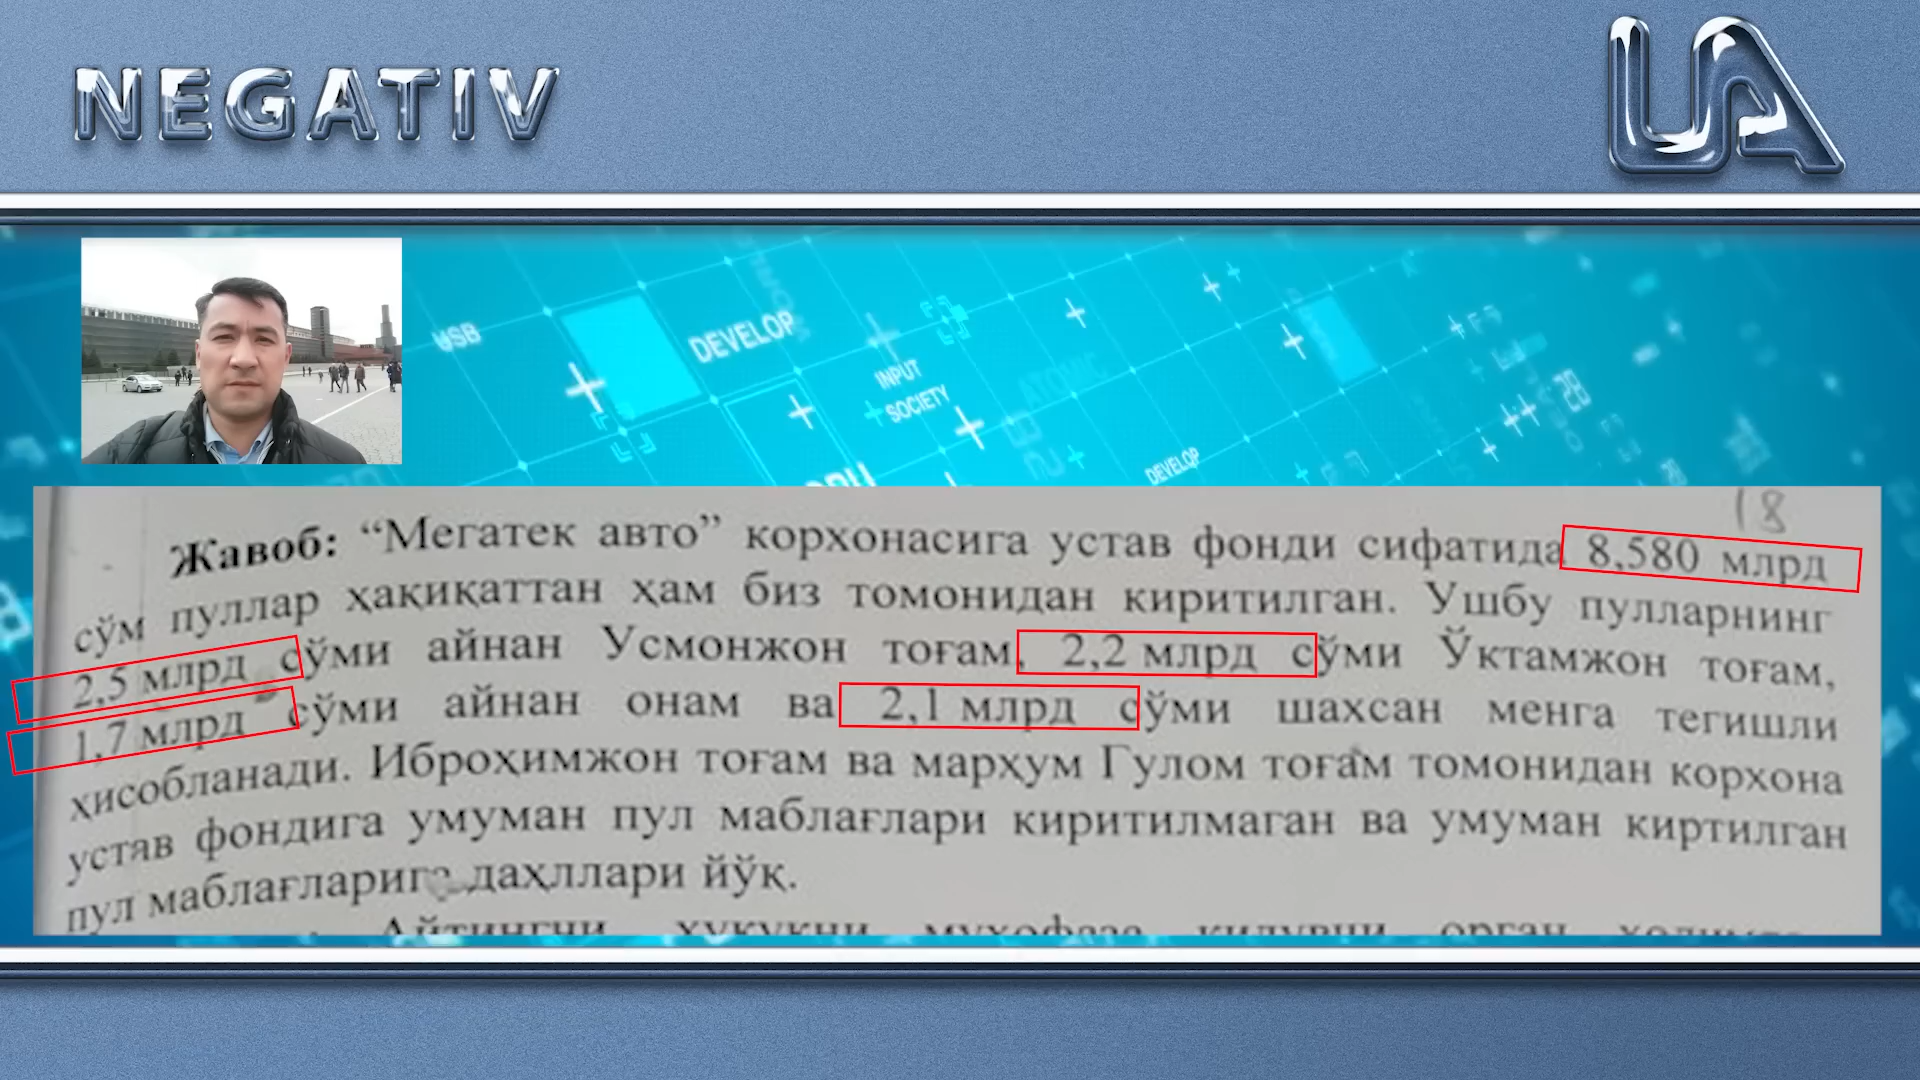 NEGATIV
UA
USB
DEVELOP
INPUT
SOCIETY
ATOMIC
28
DEVELOP
18
Жавоб: “Мегатек авто” корхонасига устав фонди сифатида 8,580 млрд
сўм пуллар ҳақиқаттан ҳам биз томонидан киритилган. Ушбу пулларнинг
2,5 млрд сўми айнан Усмонжон тоғам, 2,2 млрд сўми Ўктамжон тоғам,
1,7 млрд сўми айнан онам ва 2,1 млрд сўми шахсан менга тегишли
ҳисобланади. Иброҳимжон тоғам ва марҳум Гулом тоғам томонидан корхона
устав фондига умуман пул маблағлари киритилмаган ва умуман киртилган
пул маблағларига даҳллари йўқ.